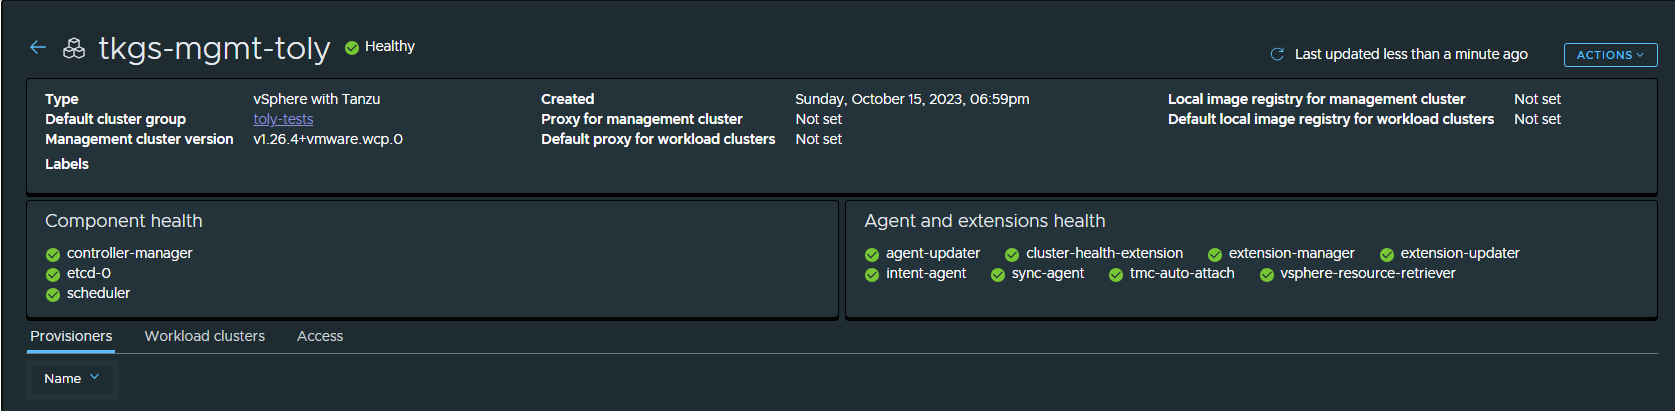 tkgs-mgmt-toly Healthy
Last updated less than a minute ago ACTIONS
Type vSphere with Tanzu
Default cluster group toly-tests
Management cluster version v1.26.4+vmware.wcp.0
Labels
Created Sunday, October 15, 2023, 06:59pm
Proxy for management cluster Not set
Default proxy for workload clusters Not set
Local image registry for management cluster Not set
Default local image registry for workload clusters Not set
Component health
controller-manager
etcd-0
scheduler
Agent and extensions health
agent-updater cluster-health-extension extension-manager extension-updater
intent-agent sync-agent tmc-auto-attach vsphere-resource-retriever
Provisioners Workload clusters Access
Name